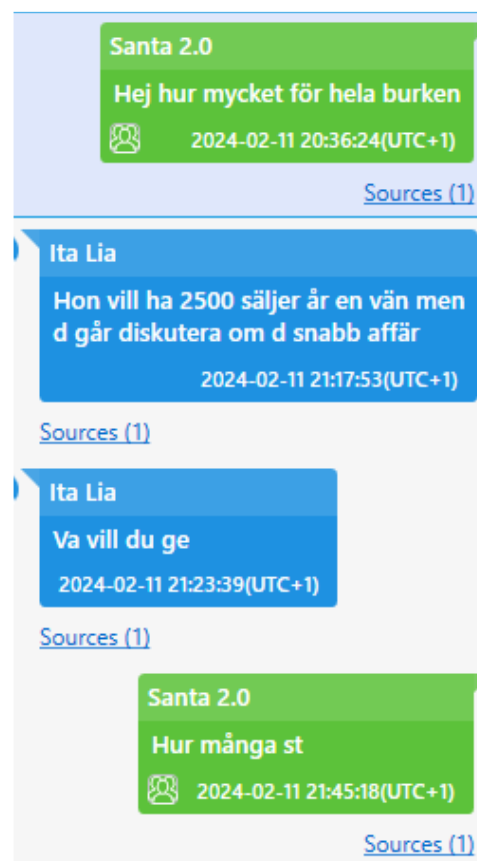 Santa 2.0
Hej hur mycket för hela burken
2024-02-11 20:36:24(UTC+1)
Sources (1)
Ita Lia
Hon vill ha 2500 säljer år en vän men
d går diskutera om d snabb affär
2024-02-11 21:17:53(UTC+1)
Sources (1)
Ita Lia
Va vill du ge
2024-02-11 21:23:39(UTC+1)
Sources (1)
Santa 2.0
Hur många st
2024-02-11 21:45:18(UTC+1)
Sources (1)